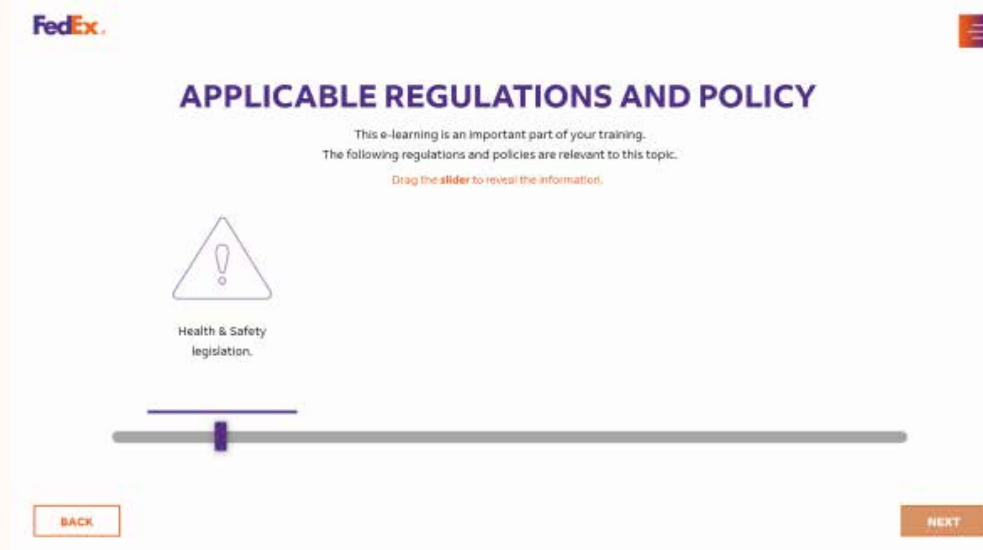 FedEx.
APPLICABLE REGULATIONS AND POLICY
This e-learning is an important part of your training.
The following regulations and policies are relevant to this topic.
Drag the slider to reveal the information.
!
Health & Safety
legislation.
BACK
NEXT